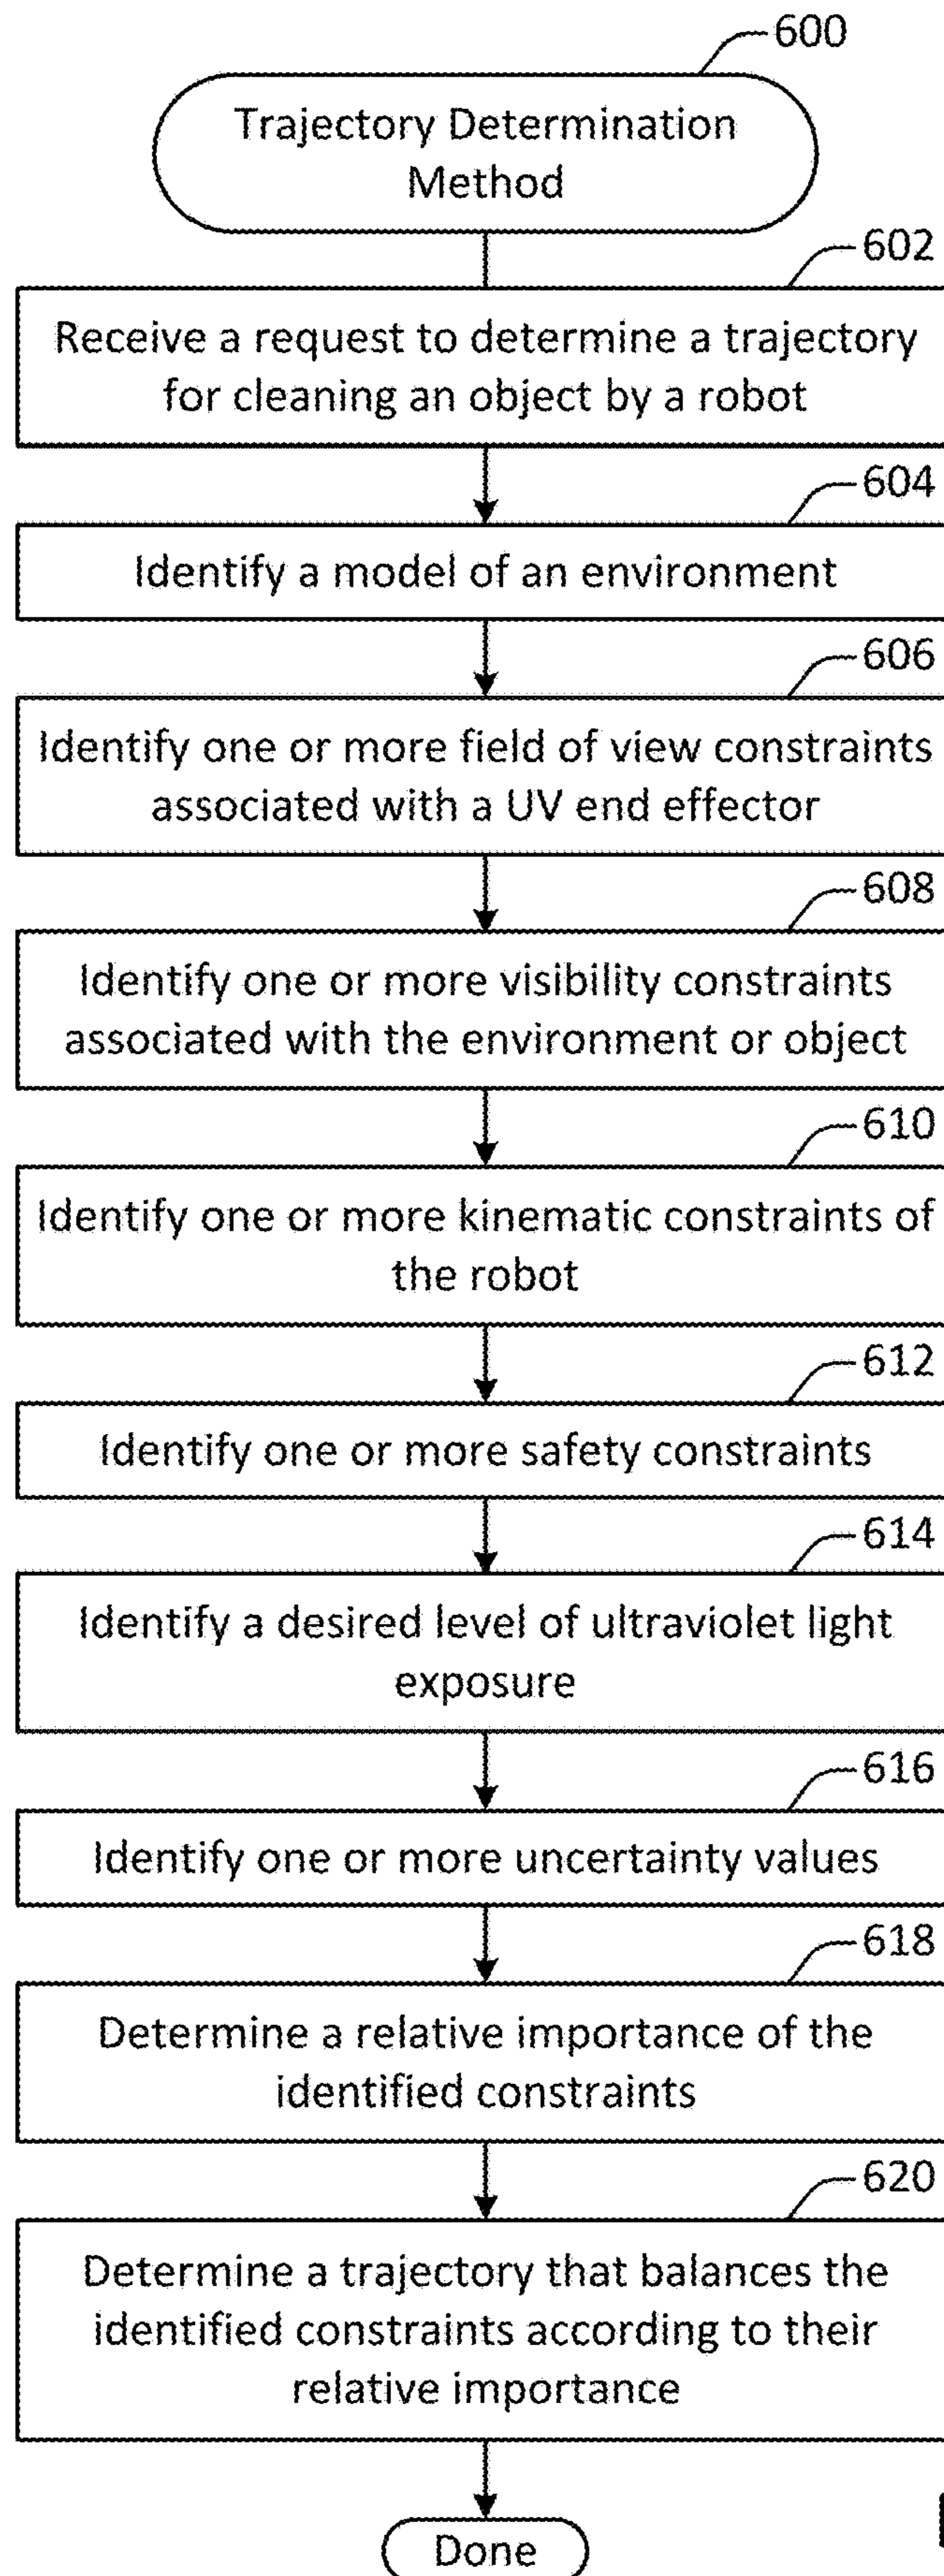 600
Trajectory Determination
Method
602
Receive a request to determine a trajectory
for cleaning an object by a robot
604
Identify a model of an environment
606
Identify one or more field of view constraints
associated with a UV end effector
608
Identify one or more visibility constraints
associated with the environment or object
610
Identify one or more kinematic constraints of
the robot
612
Identify one or more safety constraints
614
Identify a desired level of ultraviolet light
exposure
616
Identify one or more uncertainty values
618
Determine a relative importance of the
identified constraints
620
Determine a trajectory that balances the
identified constraints according to their
relative importance
Done